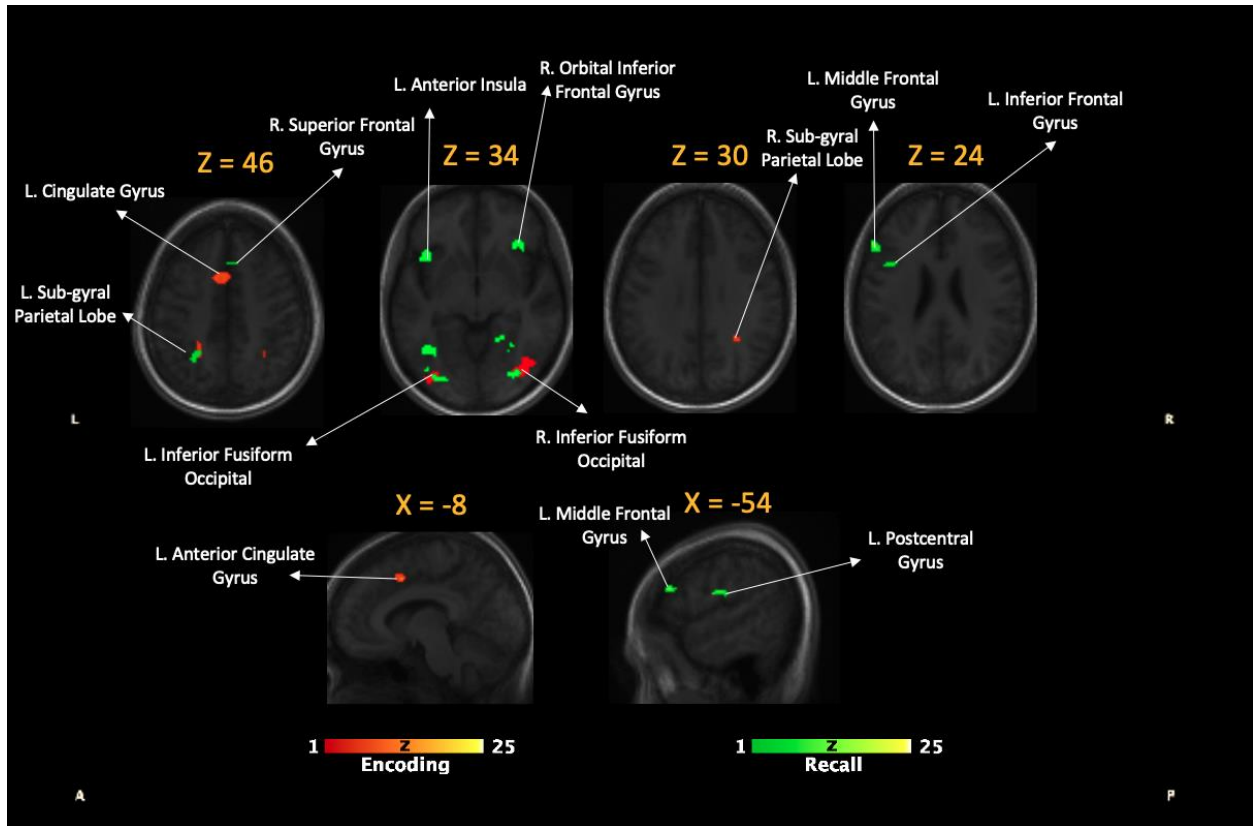 L. Anterior Insula
R. Orbital Inferior
Frontal Gyrus
L. Middle Frontal
Gyrus
L. Inferior Frontal
Gyrus
R. Superior Frontal
Gyrus
R. Sub-gyral
Parietal Lobe
Z = 46
Z = 34
Z = 30
Z = 24
L. Cingulate Gyrus
L. Sub-gyral
Parietal Lobe
L
R
L. Inferior Fusiform
Occipital
R. Inferior Fusiform
Occipital
X = -8
X = -54
L. Anterior Cingulate
Gyrus
L. Middle Frontal
Gyrus
L. Postcentral
Gyrus
1 Z 25
Encoding
1 Z 25
Recall
A
P